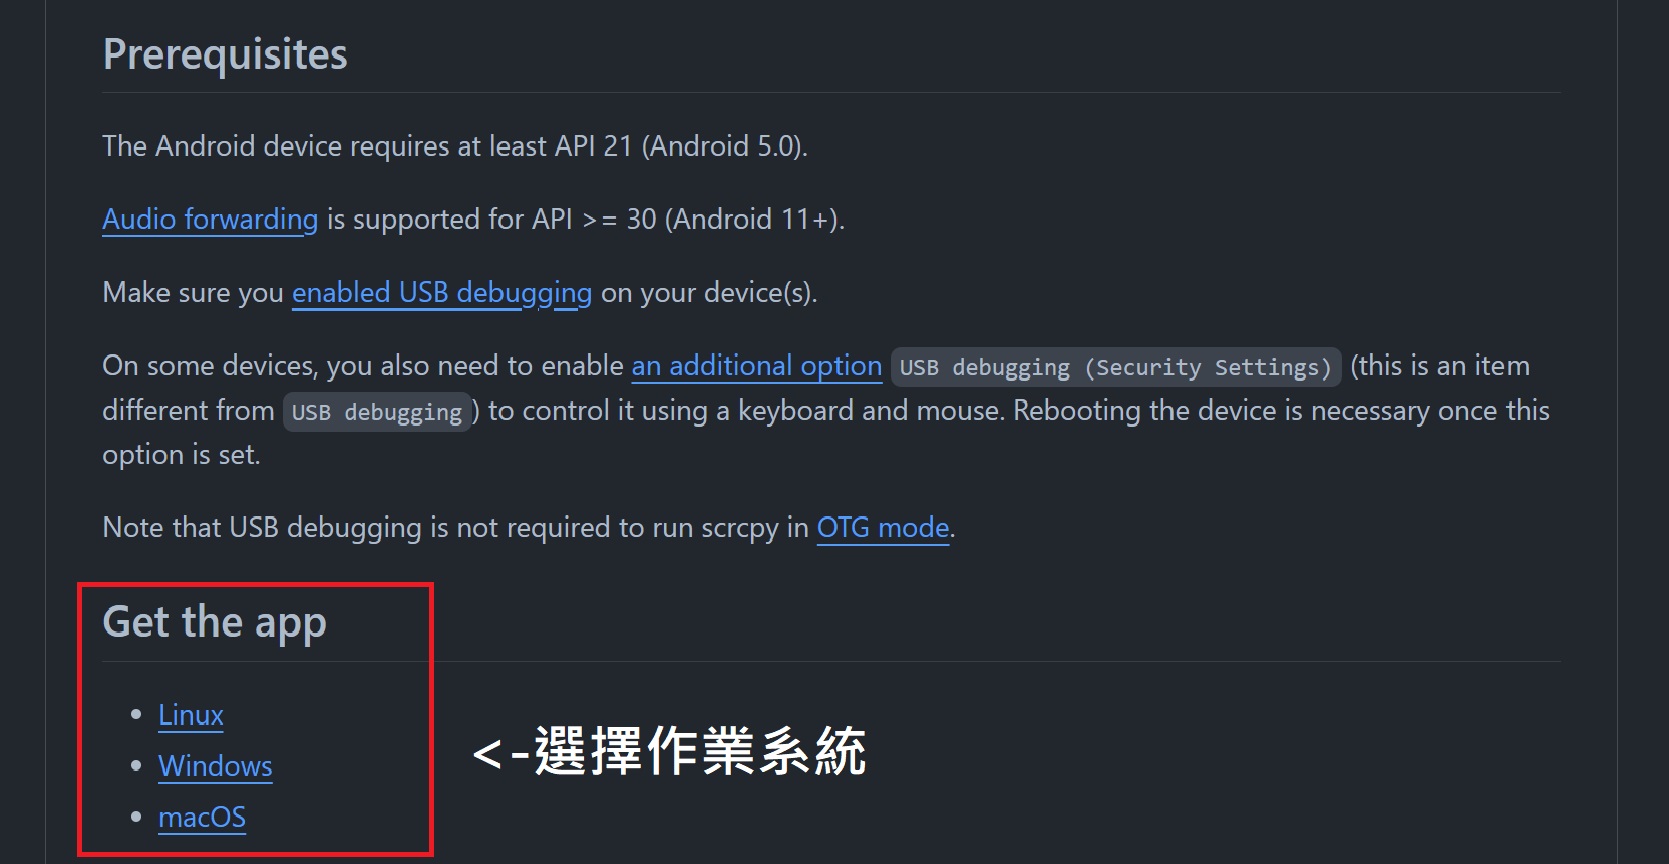 Prerequisites
The Android device requires at least API 21 (Android 5.0).
Audio forwarding is supported for API >= 30 (Android 11+).
Make sure you enabled USB debugging on your device(s).
On some devices, you also need to enable an additional option USB debugging (Security Settings) (this is an item
different from USB debugging) to control it using a keyboard and mouse. Rebooting the device is necessary once this
option is set.
Note that USB debugging is not required to run scrcpy in OTG mode.
Get the app
Linux
Windows
macOS
<-選擇作業系統